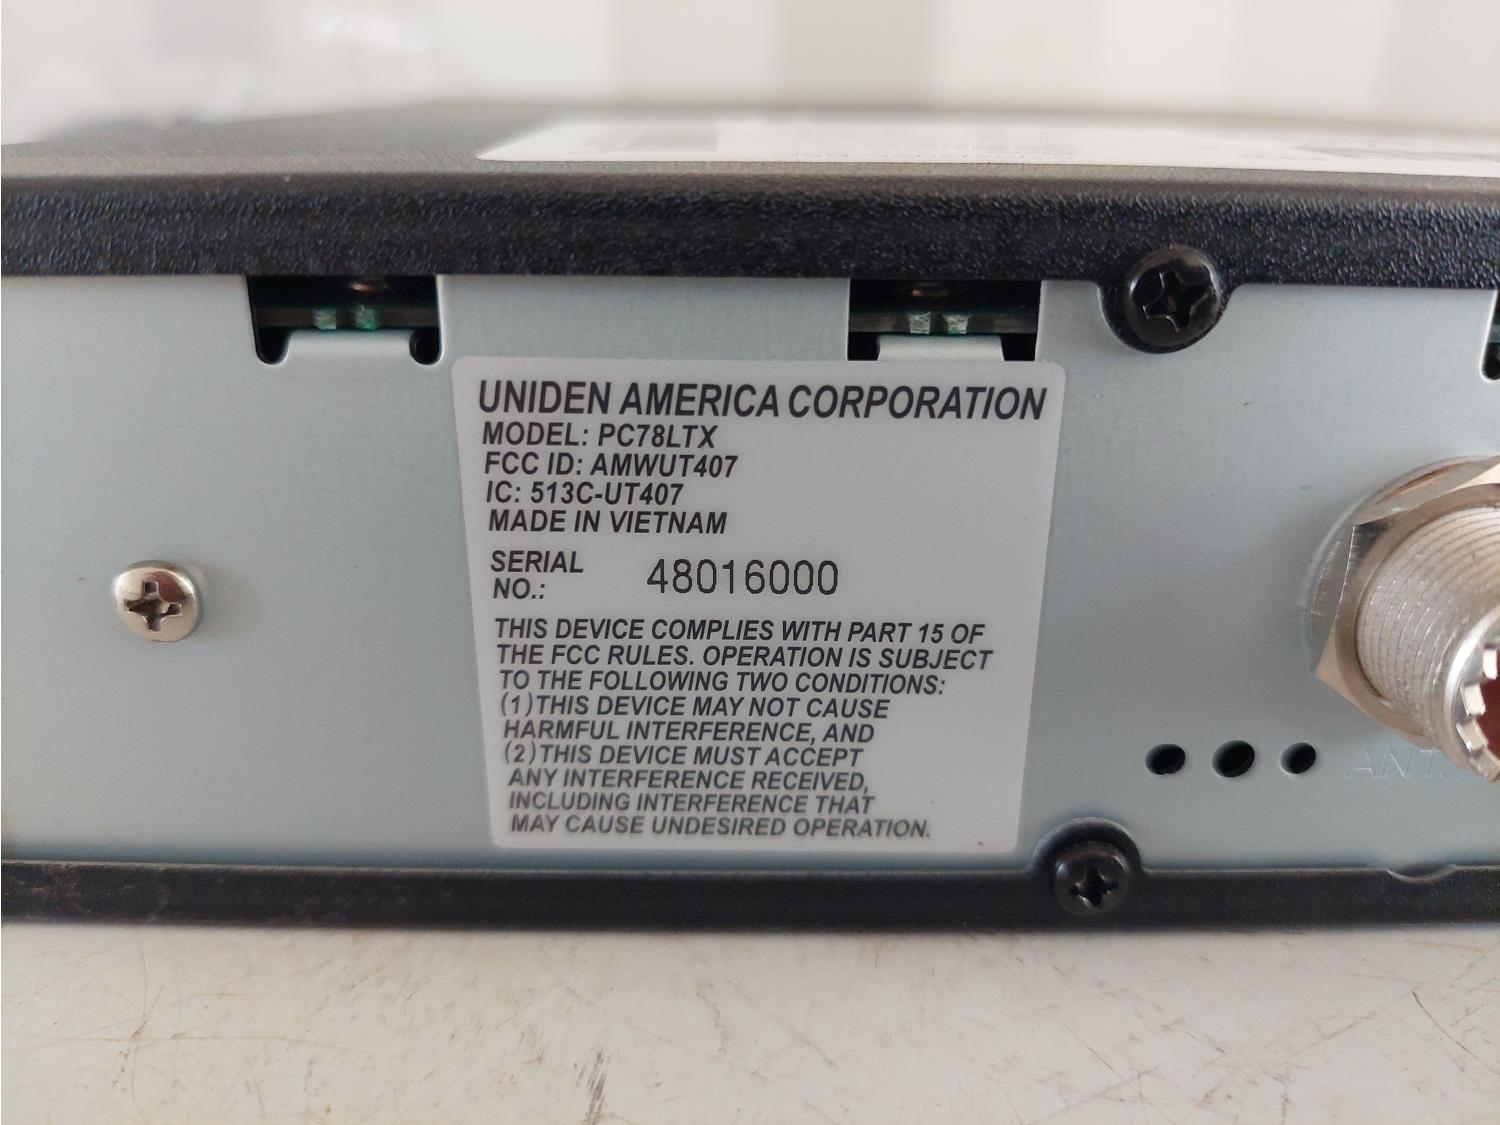 UNIDEN AMERICA CORPORATION
MODEL: PC78LTX
FCC ID: AMWUT407
IC: 513C-UT407
MADE IN VIETNAM
SERIAL
NO.: 48016000
THIS DEVICE COMPLIES WITH PART 15 OF
THE FCC RULES. OPERATION IS SUBJECT
TO THE FOLLOWING TWO CONDITIONS:
(1)THIS DEVICE MAY NOT CAUSE
HARMFUL INTERFERENCE, AND
(2)THIS DEVICE MUST ACCEPT
ANY INTERFERENCE RECEIVED,
INCLUDING INTERFERENCE THAT
MAY CAUSE UNDESIRED OPERATION.
ANT.